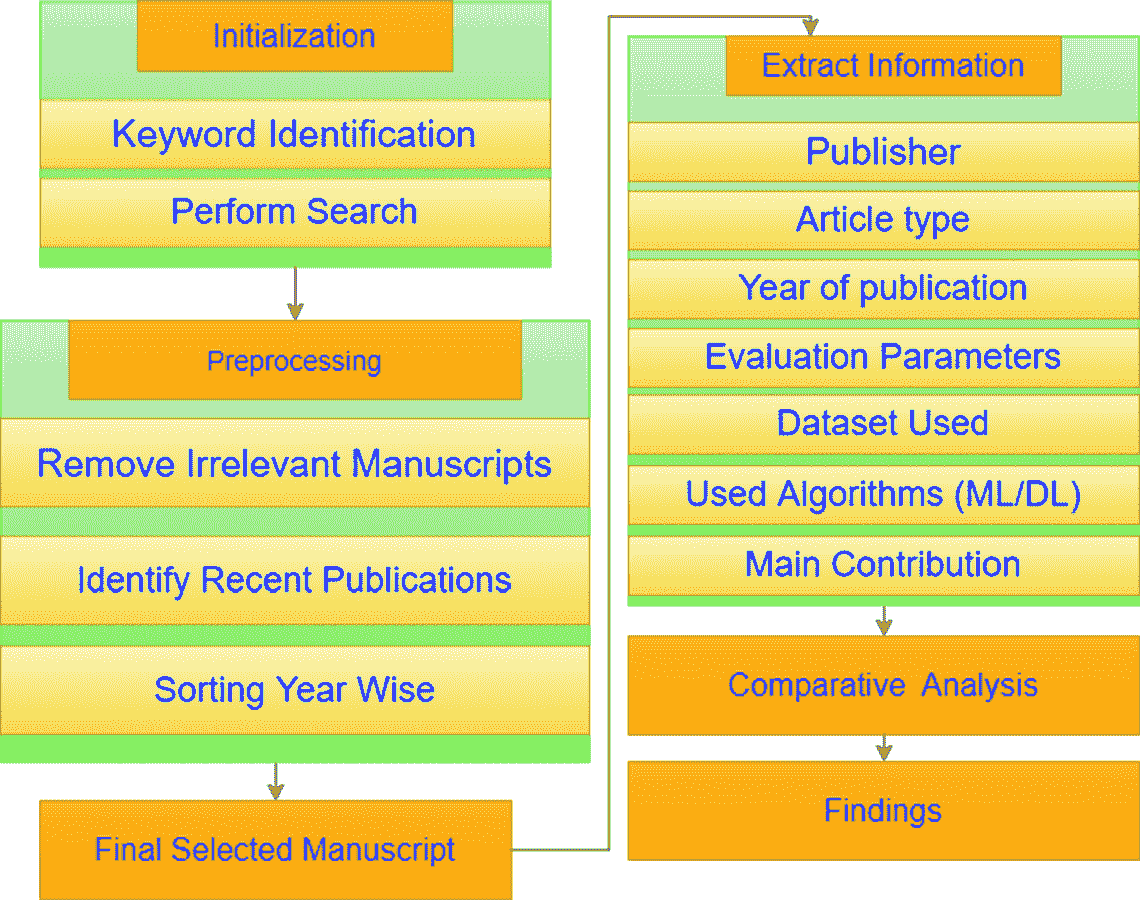 Initialization
Keyword Identification
Perform Search
Preprocessing
Remove Irrelevant Manuscripts
Identify Recent Publications
Sorting Year Wise
Final Selected Manuscript
Extract Information
Publisher
Article type
Year of publication
Evaluation Parameters
Dataset Used
Used Algorithms (ML/DL)
Main Contribution
Comparative Analysis
Findings